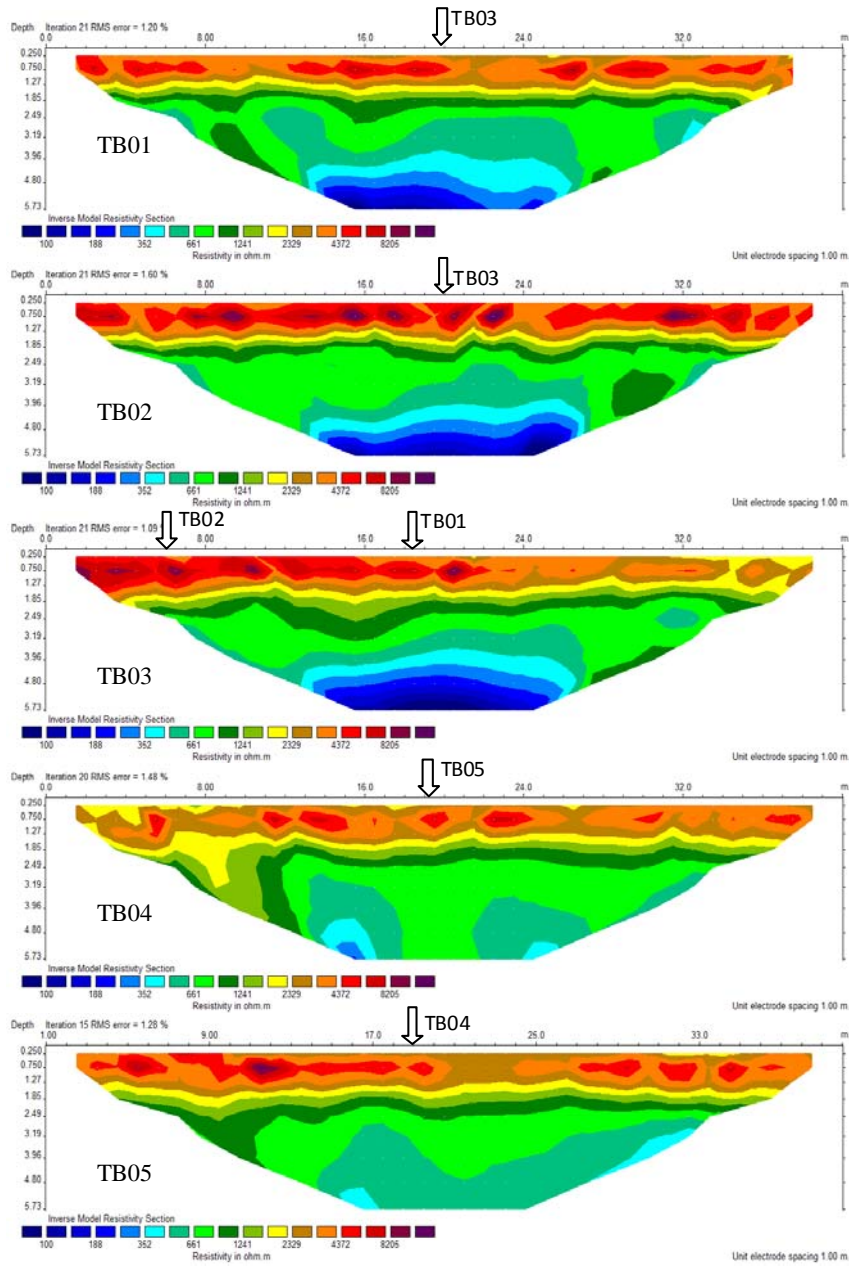 TB03
Depth Iteration 21 RMS error = 1.20 %
0.0 8.00 16.0 24.0 32.0 m
0.250
0.750
1.27
1.85
2.49
3.19
3.96
4.80
5.73
TB01
Inverse Model Resistivity Section
100 188 352 661 1241 2329 4372 8205
Resistivity in ohm.m
Unit electrode spacing 1.00 m.
TB03
Depth Iteration 21 RMS error = 1.60 %
0.0 8.00 16.0 24.0 32.0 m
0.250
0.750
1.27
1.85
2.49
3.19
3.96
4.80
5.73
TB02
Inverse Model Resistivity Section
100 188 352 661 1241 2329 4372 8205
Resistivity in ohm.m
Unit electrode spacing 1.00 m.
TB02 TB01
Depth Iteration 21 RMS error = 1.09
0.0 8.00 16.0 24.0 32.0 m
0.250
0.750
1.27
1.85
2.49
3.19
3.96
4.80
5.73
TB03
Inverse Model Resistivity Section
100 188 352 661 1241 2329 4372 8205
Resistivity in ohm.m
Unit electrode spacing 1.00 m.
TB05
Depth Iteration 20 RMS error = 1.48 %
0.0 8.00 16.0 24.0 32.0 m
0.250
0.750
1.27
1.85
2.49
3.19
3.96
4.80
5.73
TB04
Inverse Model Resistivity Section
100 188 352 661 1241 2329 4372 8205
Resistivity in ohm.m
Unit electrode spacing 1.00 m.
TB04
Depth Iteration 15 RMS error = 1.28 %
1.00 9.00 17.0 25.0 33.0 m
0.250
0.750
1.27
1.85
2.49
3.19
3.96
4.80
5.73
TB05
Inverse Model Resistivity Section
100 188 352 661 1241 2329 4372 8205
Resistivity in ohm.m
Unit electrode spacing 1.00 m.